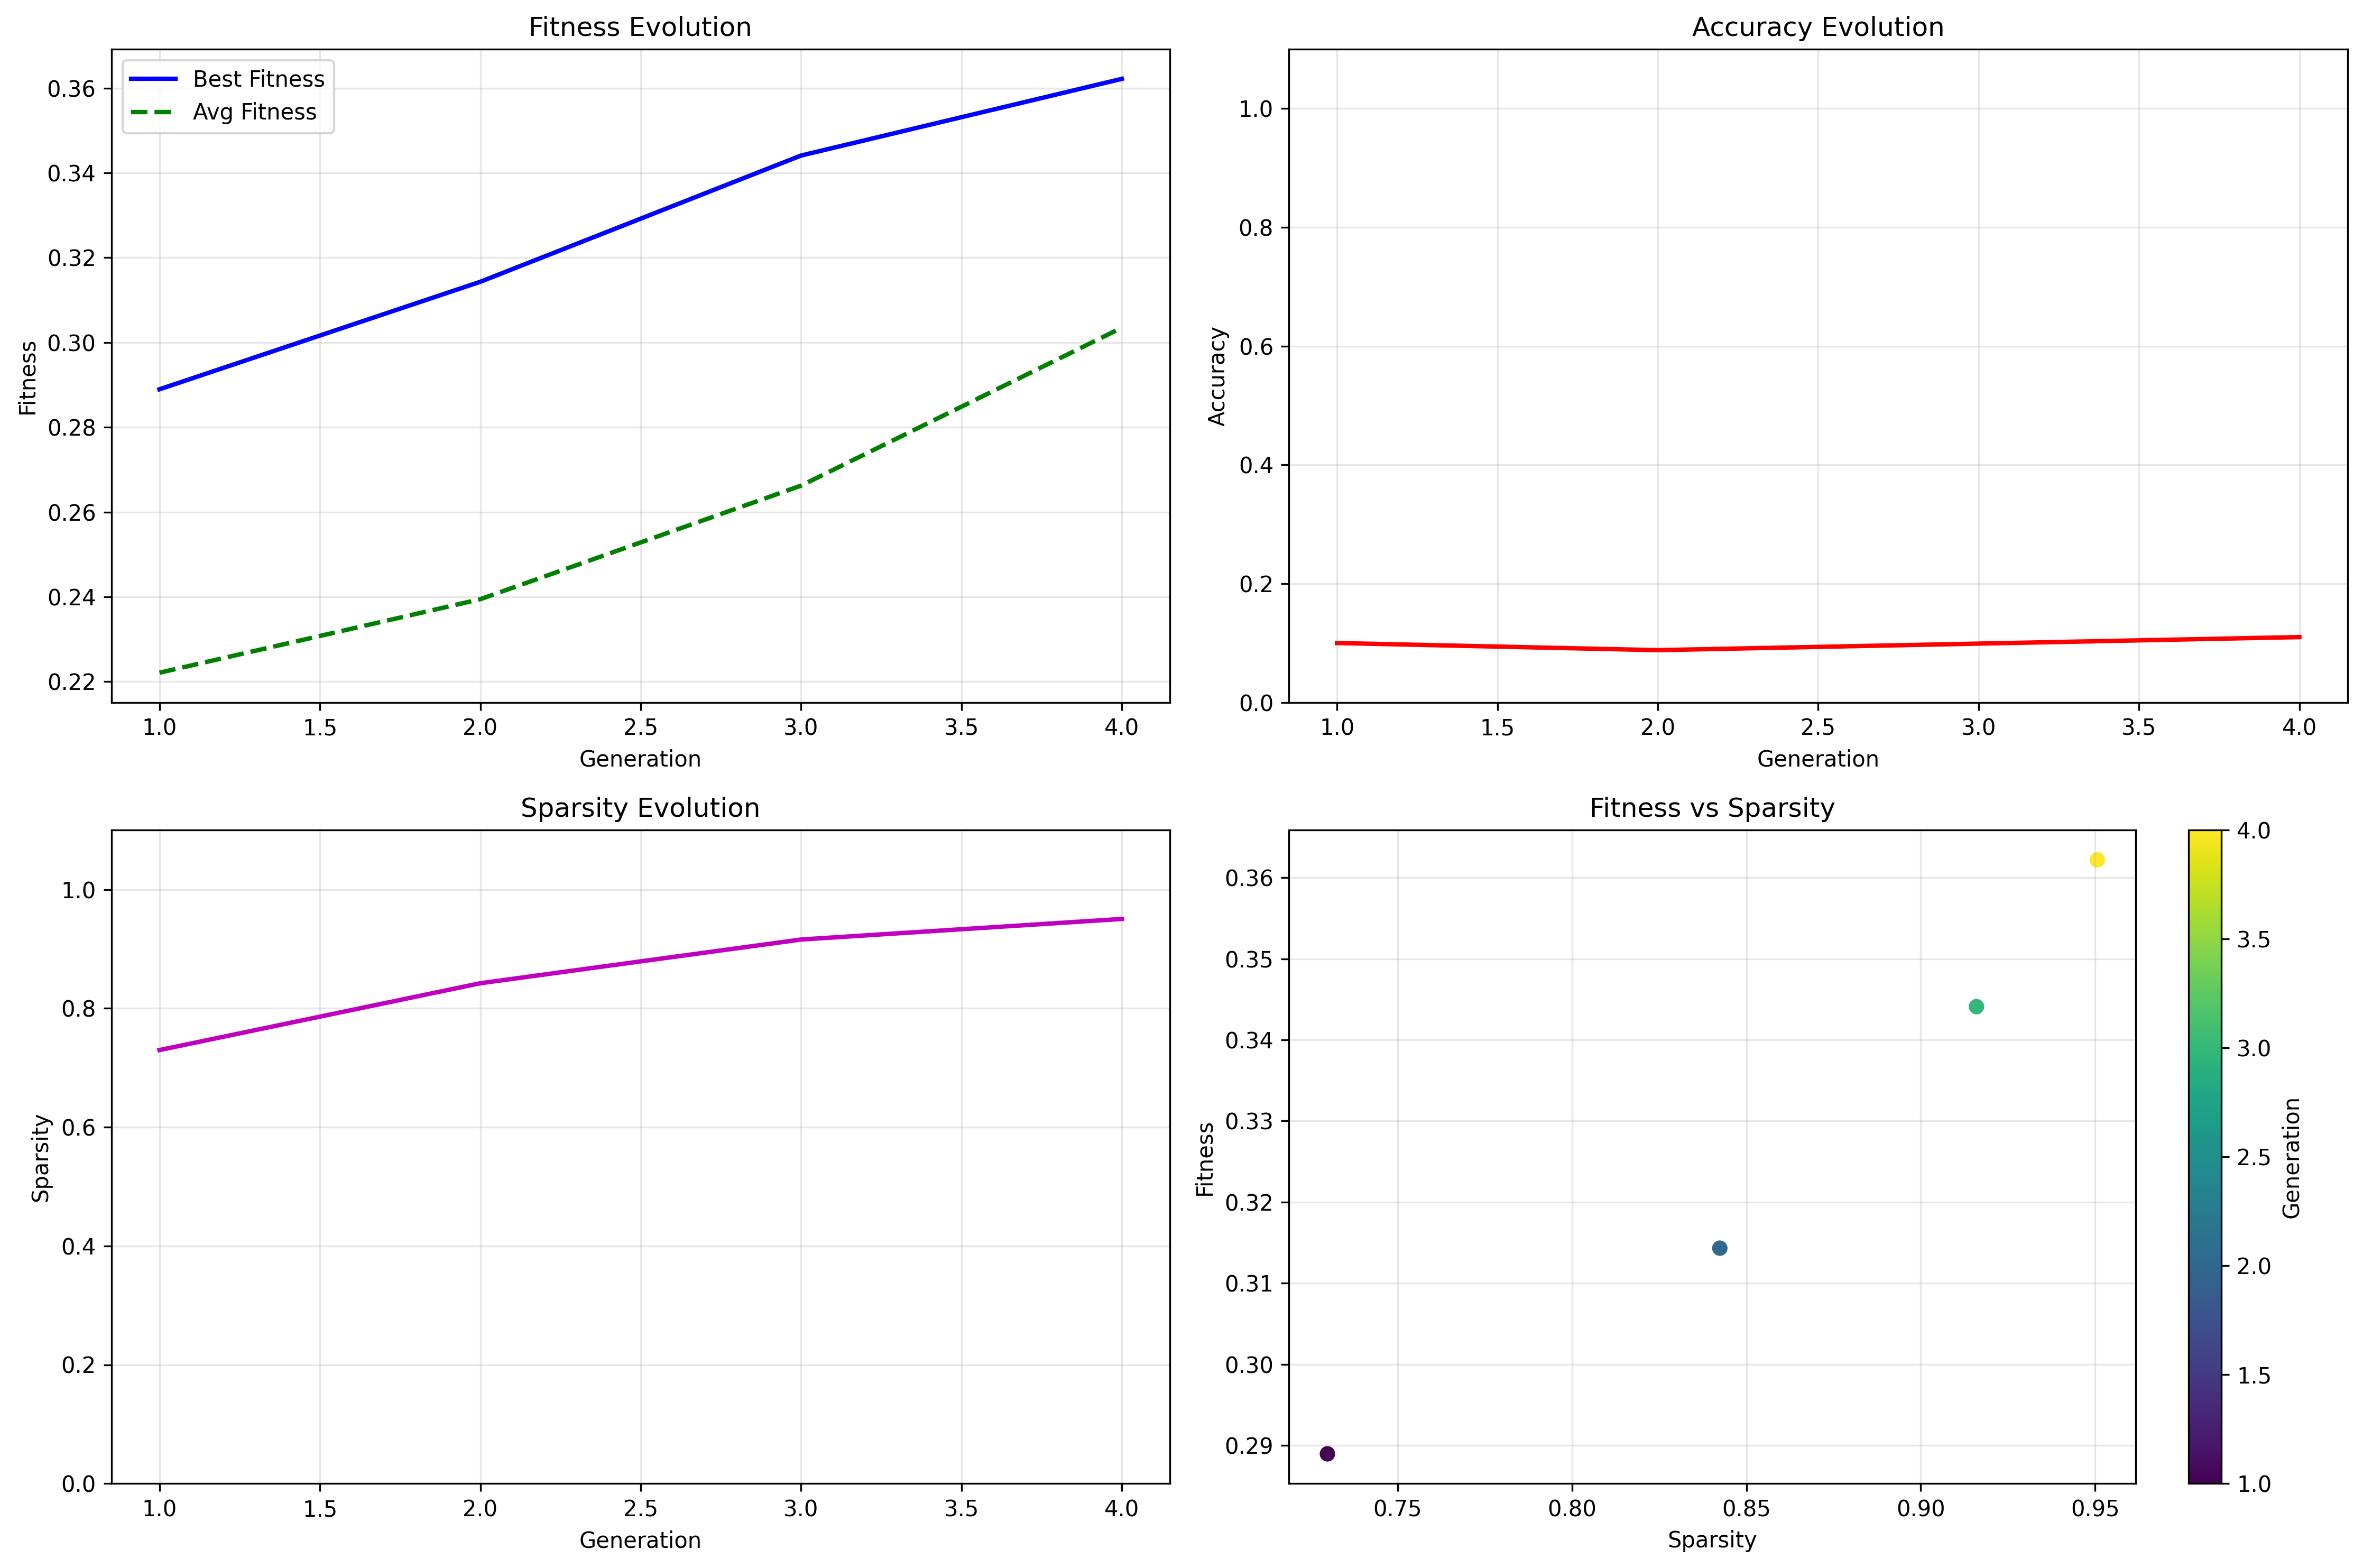 Fitness Evolution
Best Fitness
Avg Fitness
0.36
0.34
0.32
0.30
0.28
0.26
0.24
0.22
Fitness
1.0 1.5 2.0 2.5 3.0 3.5 4.0
Generation
Accuracy Evolution
1.0
0.8
0.6
0.4
0.2
0.0
Accuracy
1.0 1.5 2.0 2.5 3.0 3.5 4.0
Generation
Sparsity Evolution
1.0
0.8
0.6
0.4
0.2
0.0
Sparsity
1.0 1.5 2.0 2.5 3.0 3.5 4.0
Generation
Fitness vs Sparsity
0.36
0.35
0.34
0.33
0.32
0.31
0.30
0.29
Fitness
0.75 0.80 0.85 0.90 0.95
Sparsity
4.0
3.5
3.0
2.5
2.0
1.5
1.0
Generation